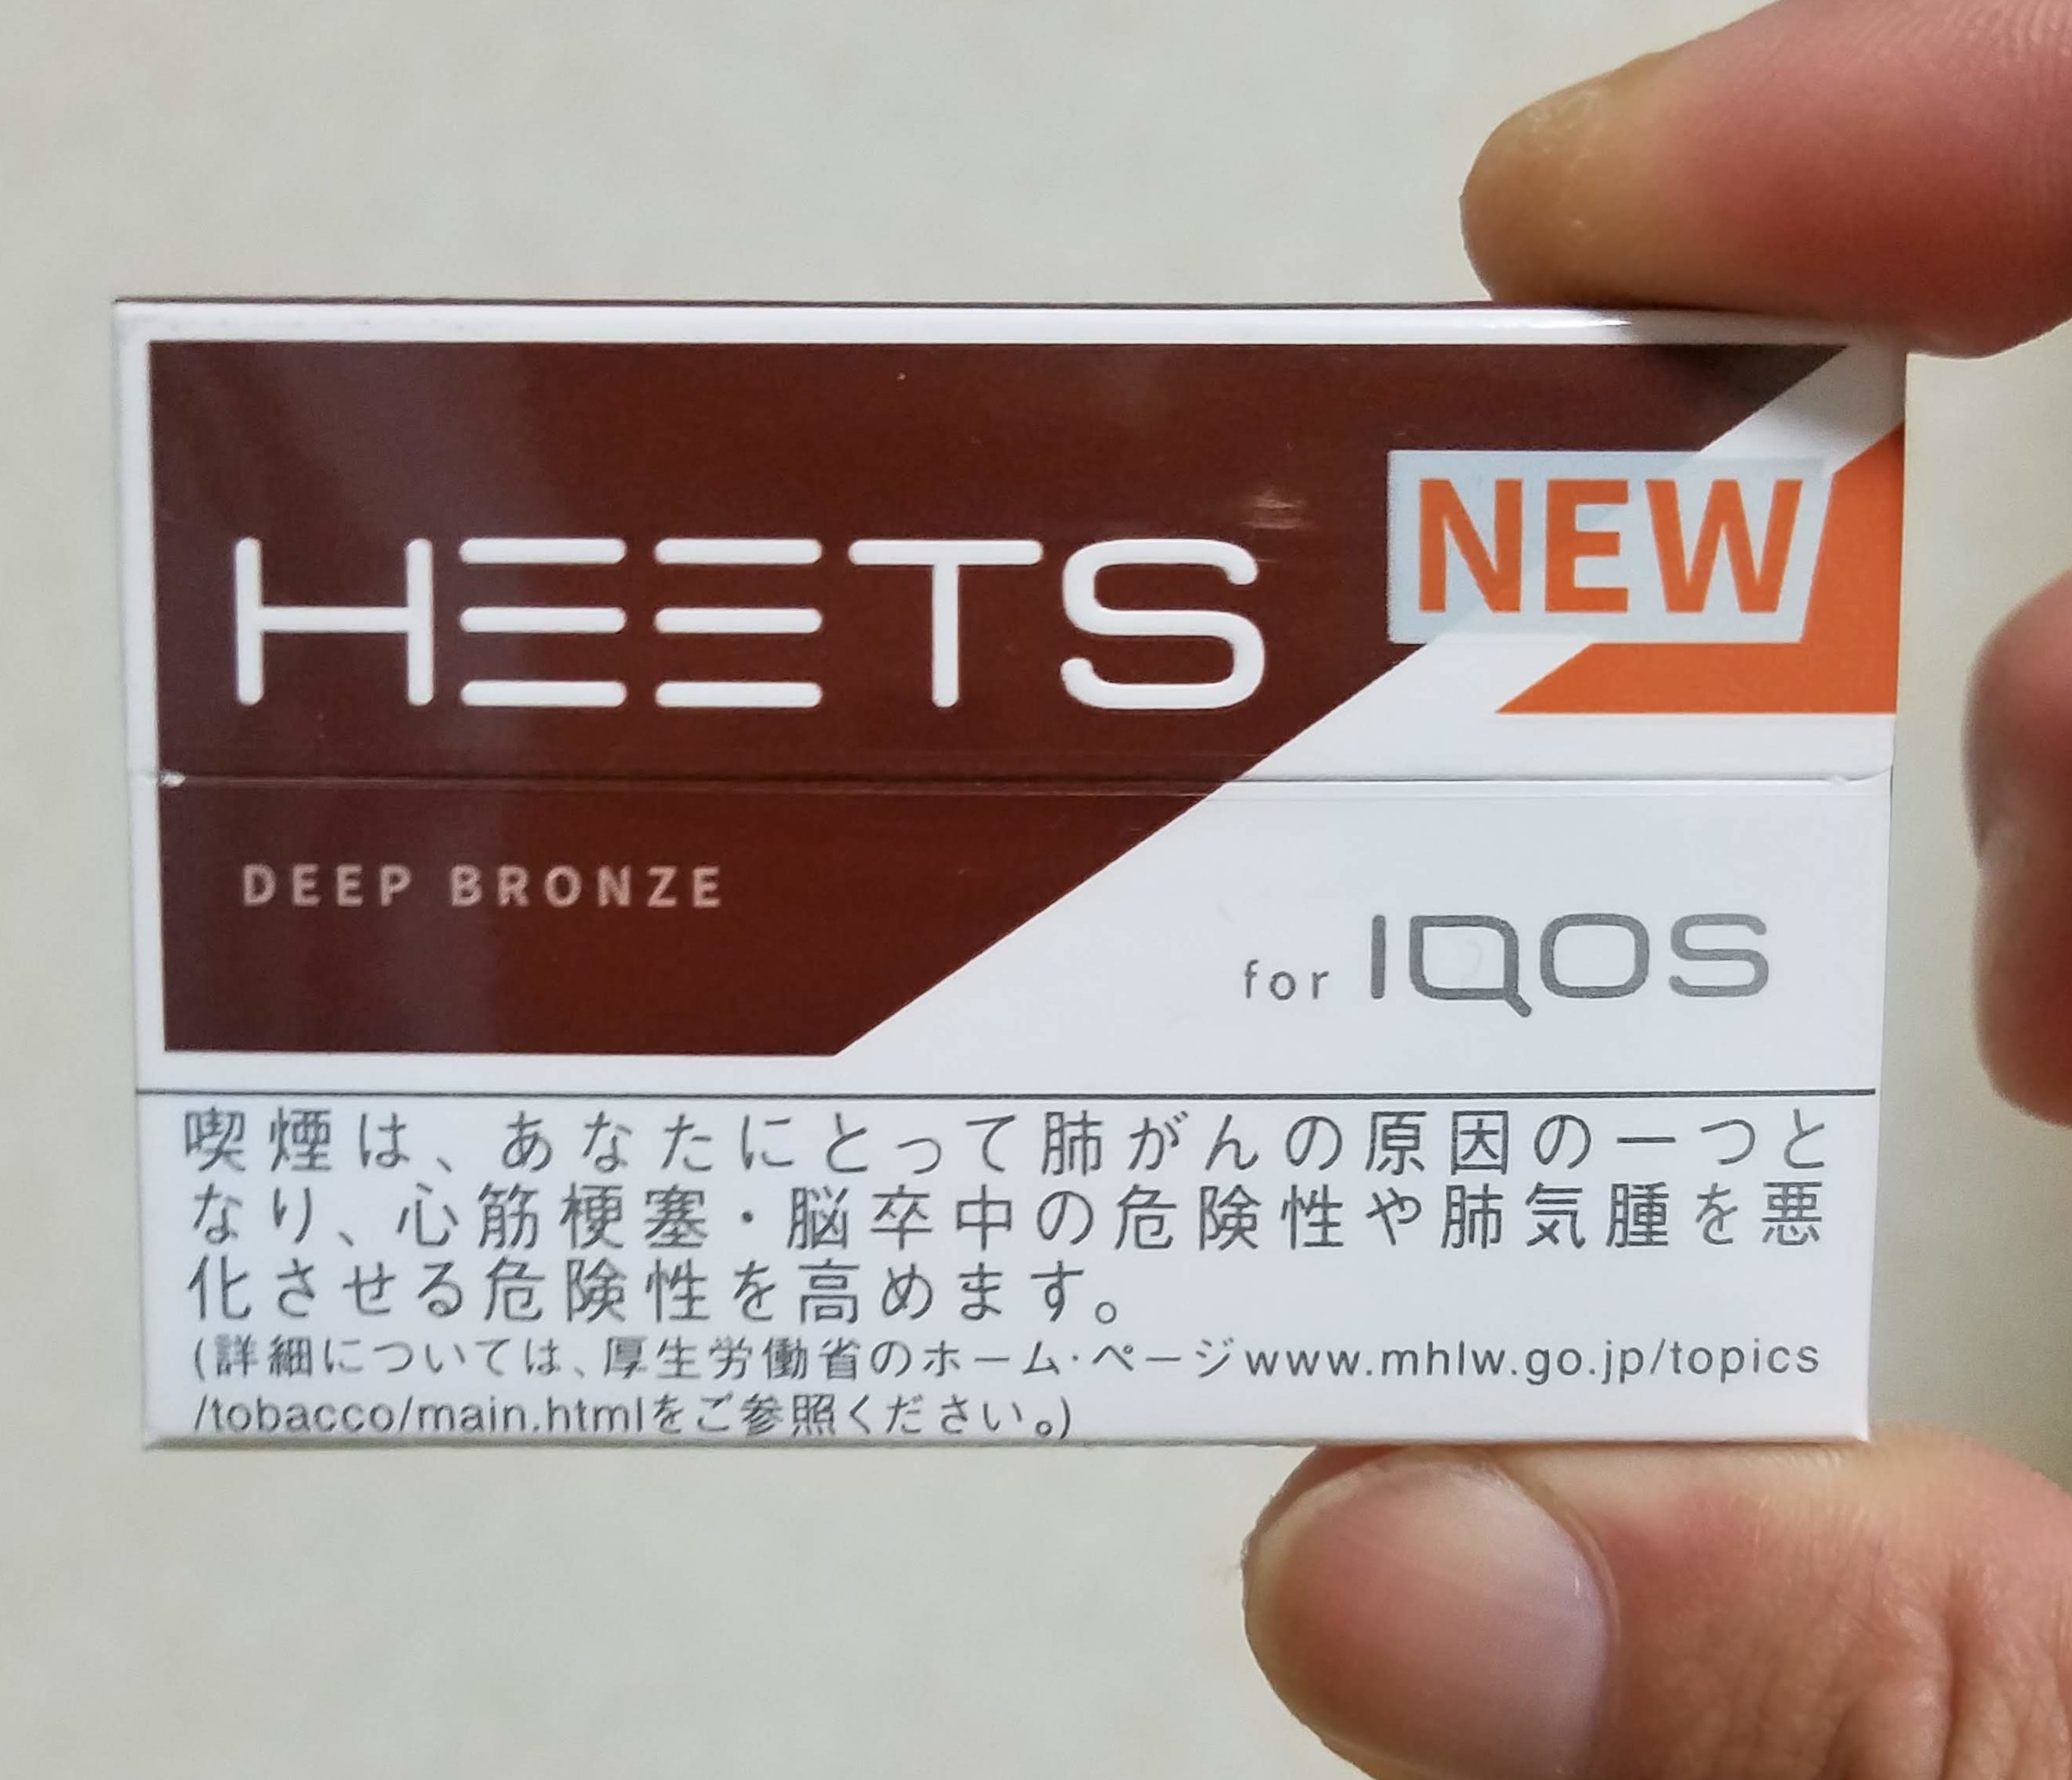 HEETS
NEW
DEEP BRONZE
for IQOS
喫煙は、あなたにとって肺がんの原因の一つと
なり、心筋梗塞・脳卒中の危険性や肺気腫を悪
化させる危険性を高めます。
(詳細については、厚生労働省のホーム・ページwww.mhlw.go.jp/topics
/tobacco/main.htmlをご参照ください。)